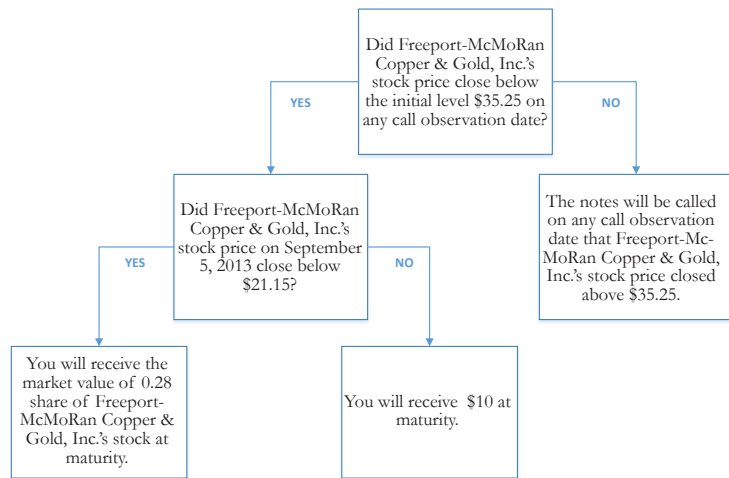 Did Freeport-McMoRan
Copper & Gold, Inc.'s
stock price close below
the initial level $35.25 on
any call observation date?
YES
NO
Did Freeport-McMoRan
Copper & Gold, Inc.'s
stock price on September
5, 2013 close below
$21.15?
The notes will be called
on any call observation
date that Freeport-Mc-
MoRan Copper & Gold,
Inc.'s stock price closed
above $35.25.
YES
NO
You will receive the
market value of 0.28
share of Freeport-
McMoRan Copper &
Gold, Inc.'s stock at
maturity.
You will receive $10 at
maturity.